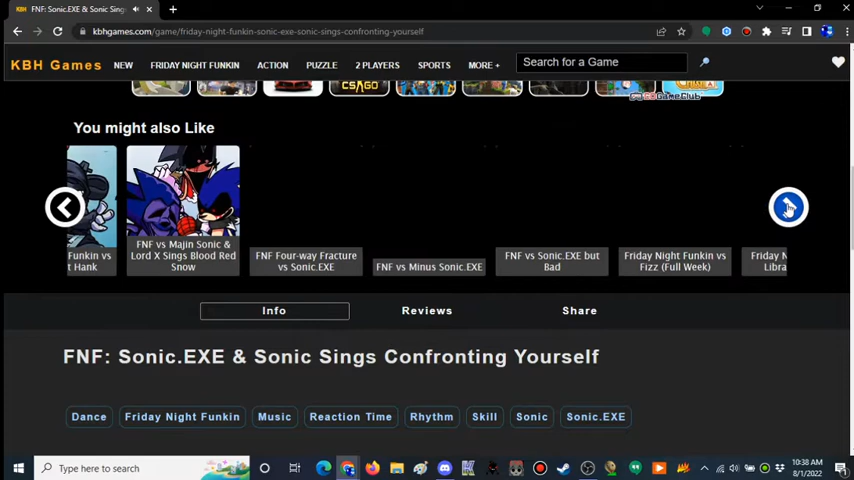 FNF: Sonic.EXE & Sonic Sings
kbhgames.com/game/friday-night-funkin-sonic-exe-sonic-sings-confronting-yourself
KBH Games
NEW
FRIDAY NIGHT FUNKIN
ACTION
PUZZLE
2 PLAYERS
SPORTS
MORE +
Search for a Game
CSGO
GameClub
You might also Like
Funkin vs
t Hank
FNF vs Majin Sonic &
Lord X Sings Blood Red
Snow
FNF Four-way Fracture
vs Sonic.EXE
FNF vs Minus Sonic.EXE
FNF vs Sonic.EXE but
Bad
Friday Night Funkin vs
Fizz (Full Week)
Friday N
Libra
Info
Reviews
Share
FNF: Sonic.EXE & Sonic Sings Confronting Yourself
Dance
Friday Night Funkin
Music
Reaction Time
Rhythm
Skill
Sonic
Sonic.EXE
Type here to search
10:38 AM
8/1/2022